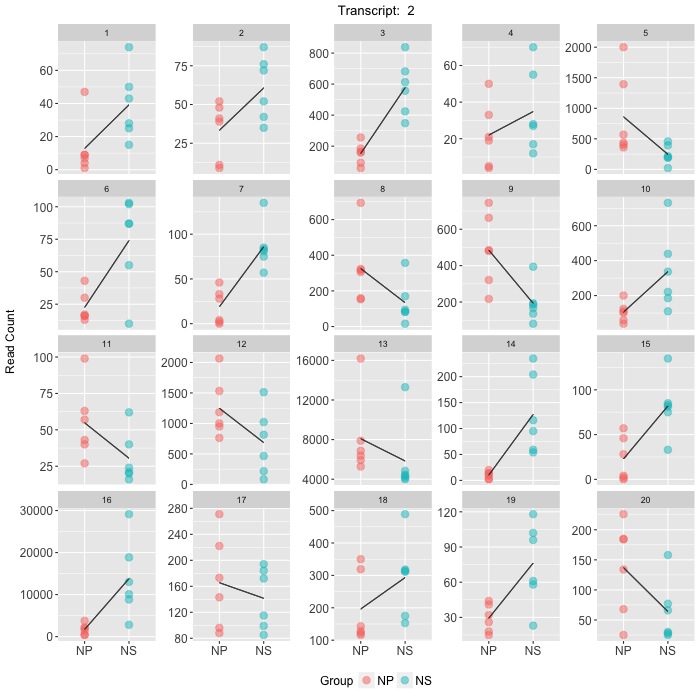 Transcript: 2
1 2 3 4 5
60 40 20 0
75 50 25
800 600 400 200
60 40 20
2000 1500 1000 500 0
6 7 8 9 10
100 75 50 25
100 50 0
600 400 200 0
600 400 200
600 400 200
Read Count
11 12 13 14 15
100 75 50 25
2000 1500 1000 500 0
16000 12000 8000 4000
200 150 100 50 0
100 50 0
16 17 18 19 20
30000 20000 10000 0
280 240 200 160 120 80
500 400 300 200 100
120 90 60 30
200 150 100 50
NP NS NP NS NP NS NP NS NP NS
Group NP NS